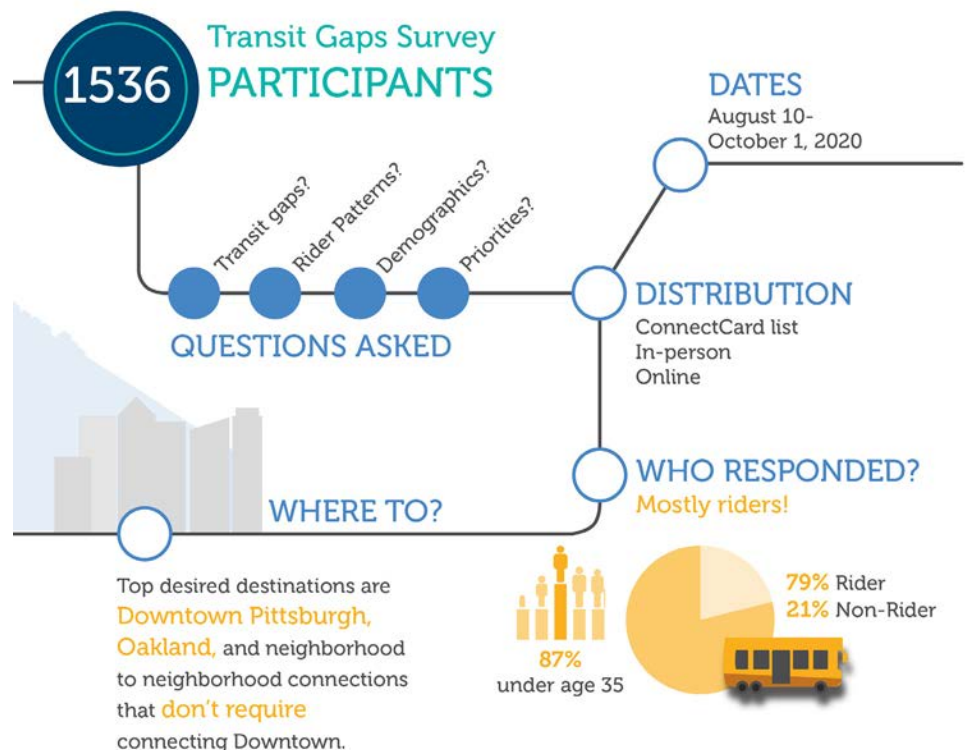 1536
Transit Gaps Survey
PARTICIPANTS
DATES
August 10-
October 1, 2020
Transit gaps?
Rider Patterns?
Demographics?
Priorities?
QUESTIONS ASKED
DISTRIBUTION
ConnectCard list
In-person
Online
WHO RESPONDED?
Mostly riders!
79% Rider
21% Non-Rider
87%
under age 35
WHERE TO?
Top desired destinations are
Downtown Pittsburgh,
Oakland, and neighborhood
to neighborhood connections
that don't require
connecting Downtown.